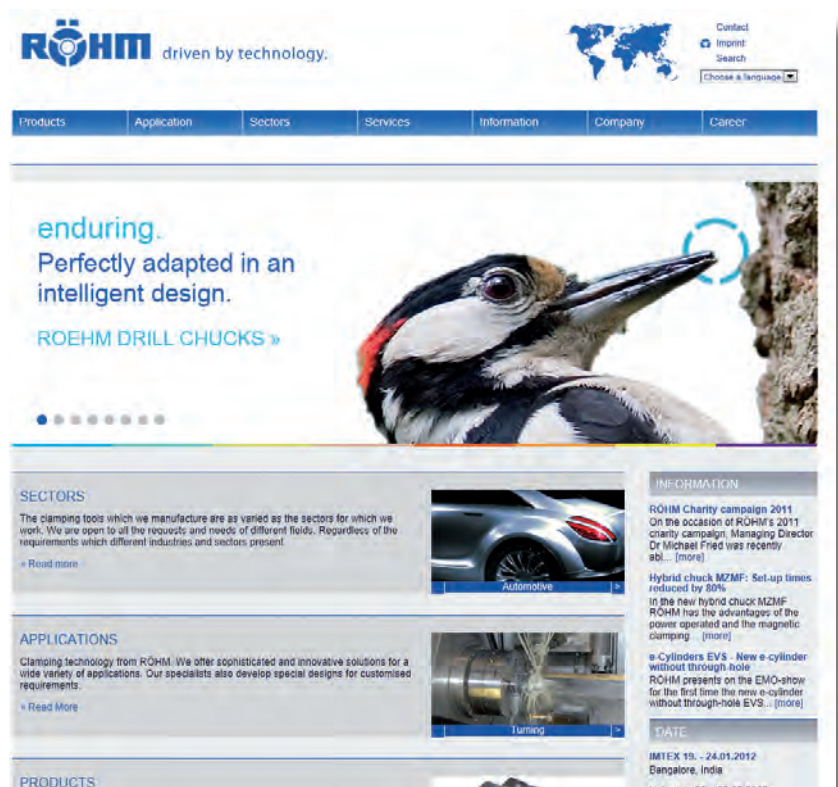 RÖHM driven by technology.
Contact
Imprint
Search
Choose a language
Products Application Sectors Services Information Company Career
enduring.
Perfectly adapted in an
intelligent design.
ROEHM DRILL CHUCKS »
SECTORS
The clamping tools which we manufacture are as varied as the sectors for which we
work. We are open to all the requests and needs of different fields. Regardless of the
requirements which different industries and sectors present.
» Read more
Automotive >
APPLICATIONS
Clamping technology from RÖHM. We offer sophisticated and innovative solutions for a
wide variety of applications. Our specialists also develop special designs for customised
requirements.
» Read More
Turning >
PRODUCTS
INFORMATION
RÖHM Charity campaign 2011
On the occasion of RÖHM's 2011
charity campaign, Managing Director
Dr Michael Fried was recently
abl... [more]
Hybrid chuck MZMF: Set-up times
reduced by 80%
In the new hybrid chuck MZMF
RÖHM has the advantages of the
power operated and the magnetic
clamping... [more]
e-Cylinders EVS - New e-cylinder
without through-hole
RÖHM presents on the EMO-show
for the first time the new e-cylinder
without through-hole EVS... [more]
DATE
IMTEX 19. - 24.01.2012
Bangalore, India